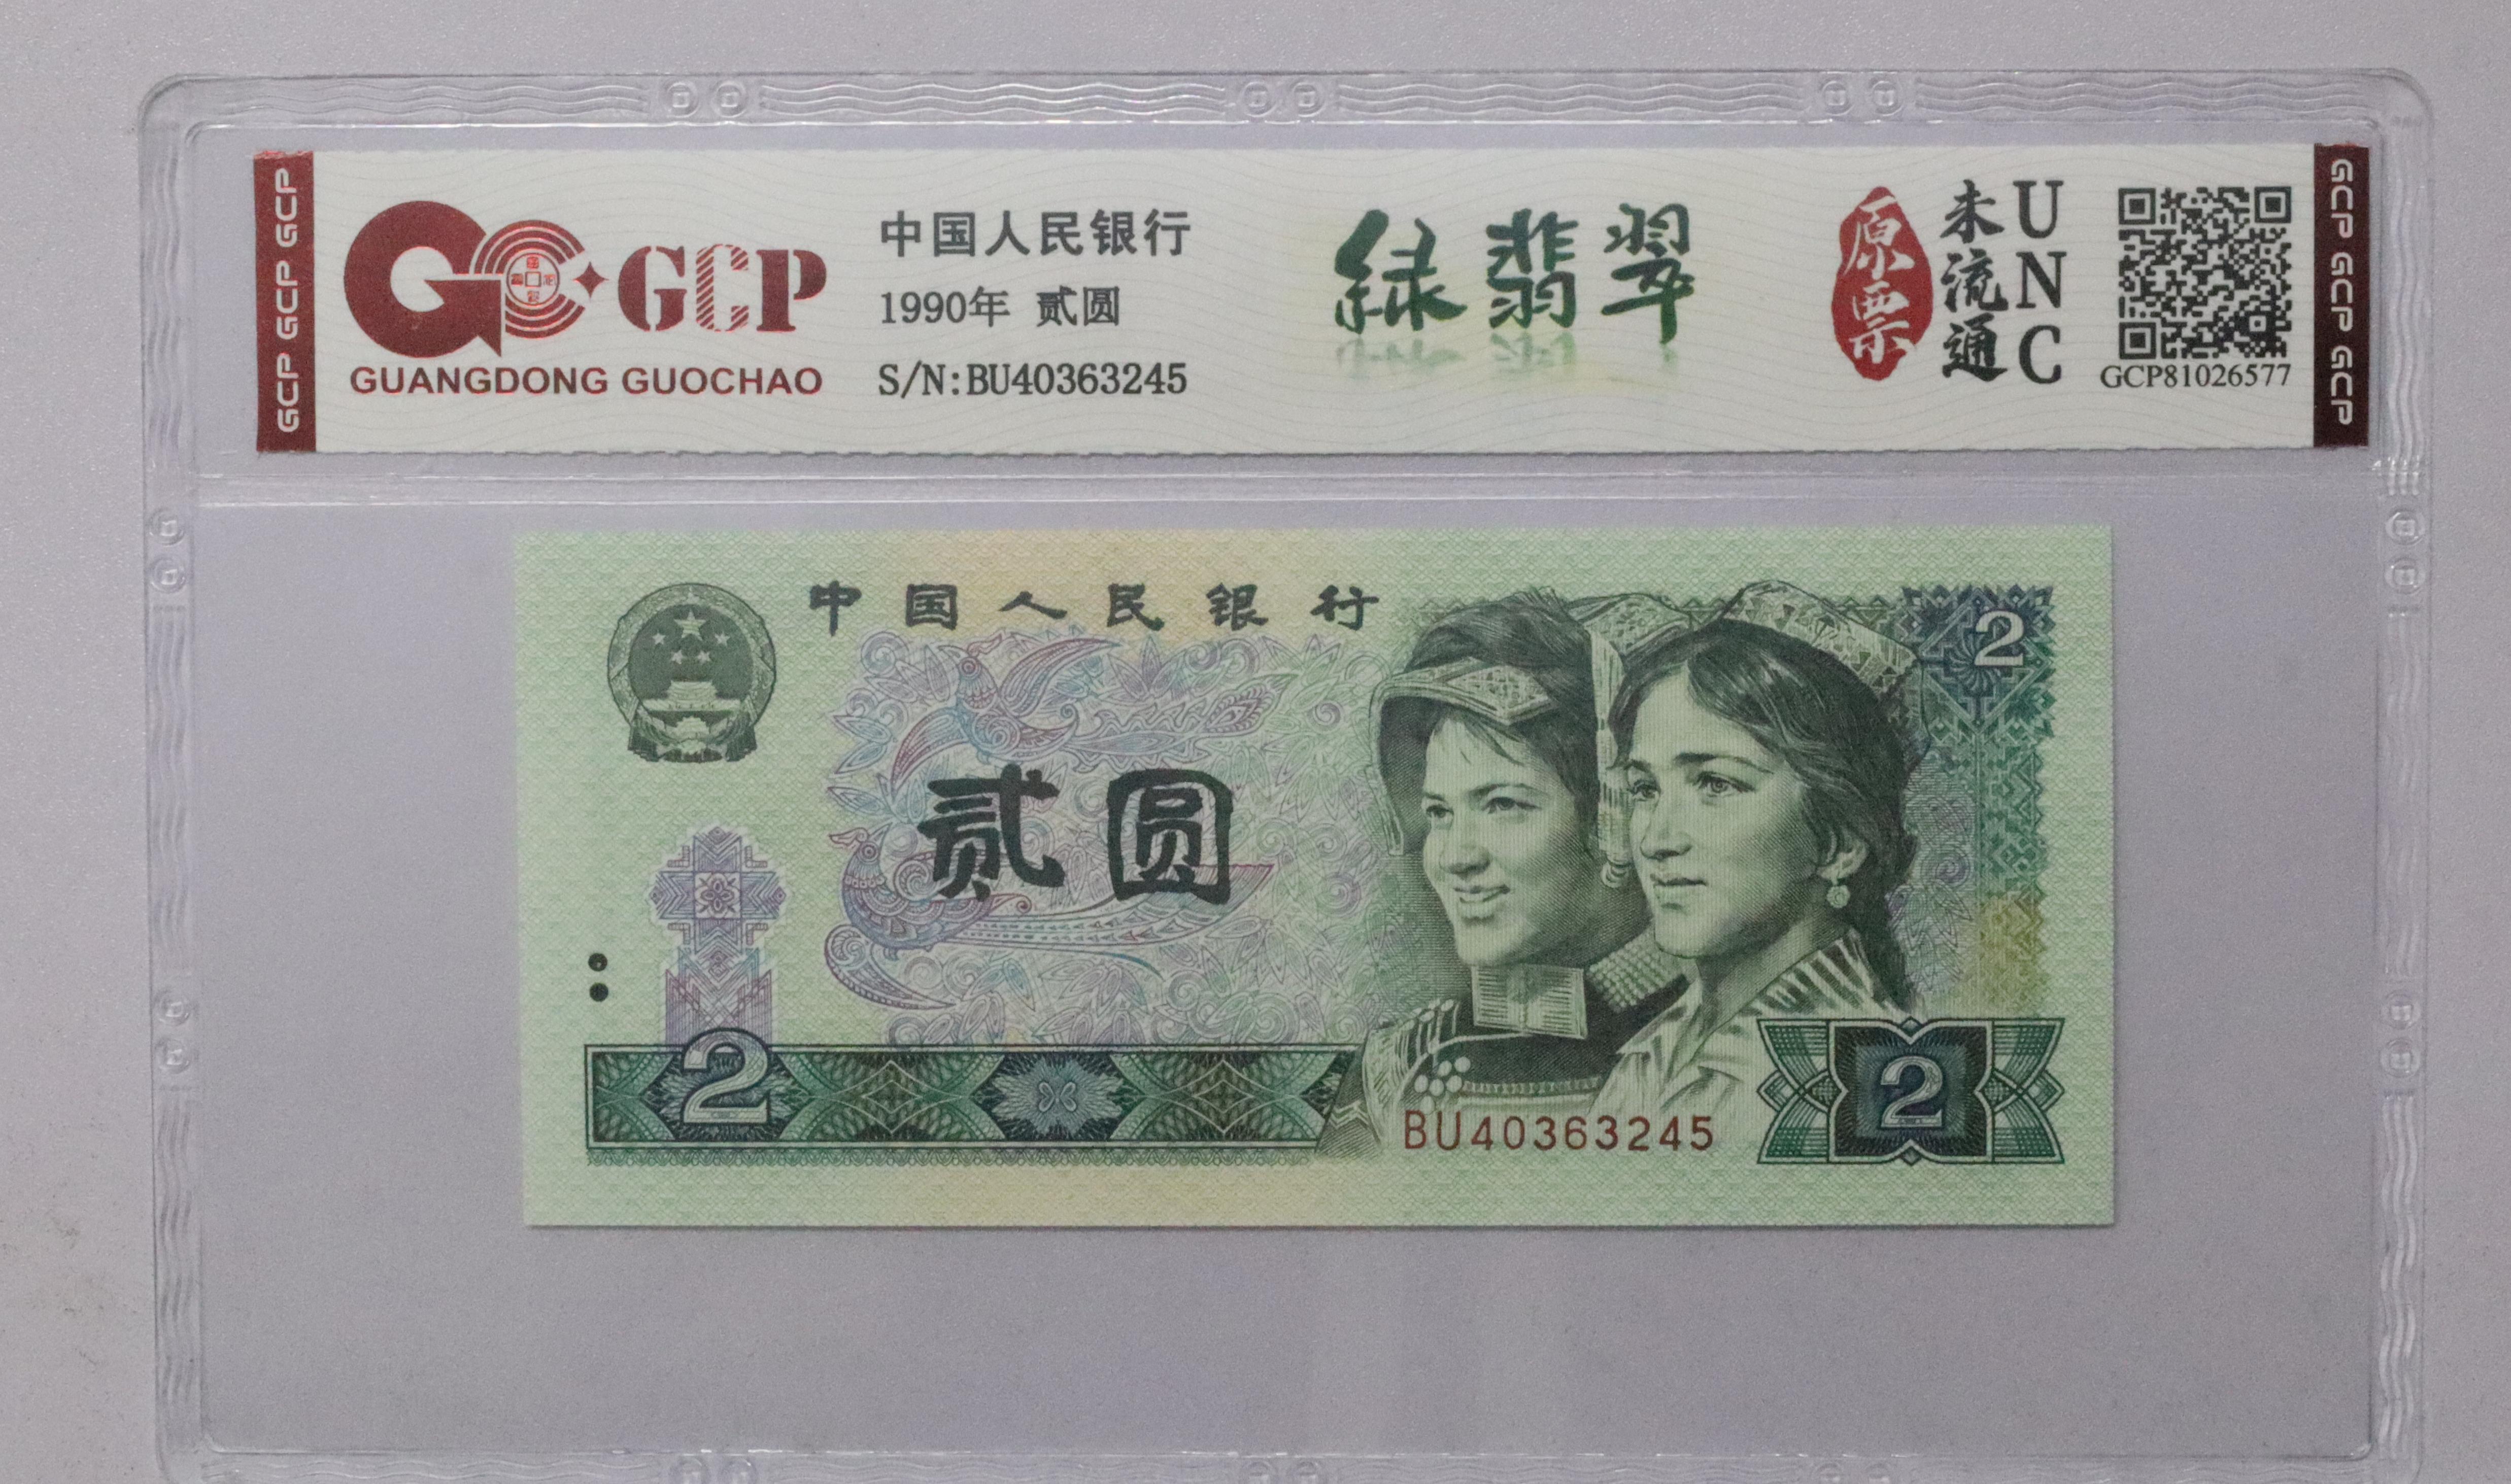 GCP GCP GCP
GCP
GUANGDONG GUOCHAO
中国人民银行
1990年 贰圆
S/N:BU40363245
绿翡翠
原票
未流通
UNC
GCP81026577
GCP GCP GCP
中国人民银行
2
贰圆
2
BU40363245
2